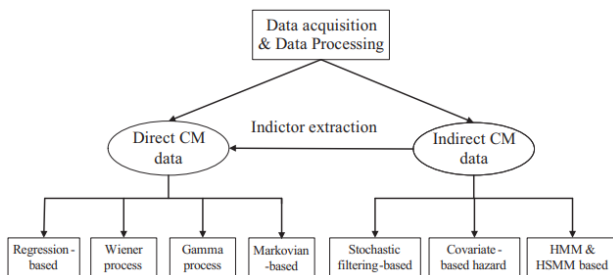 Data acquisition
& Data Processing
Direct CM
data
Indictor extraction
Indirect CM
data
Regression-
based
Wiener
process
Gamma
process
Markovian
-based
Stochastic
filtering-based
Covariate-
based hazard
HMM &
HSMM based